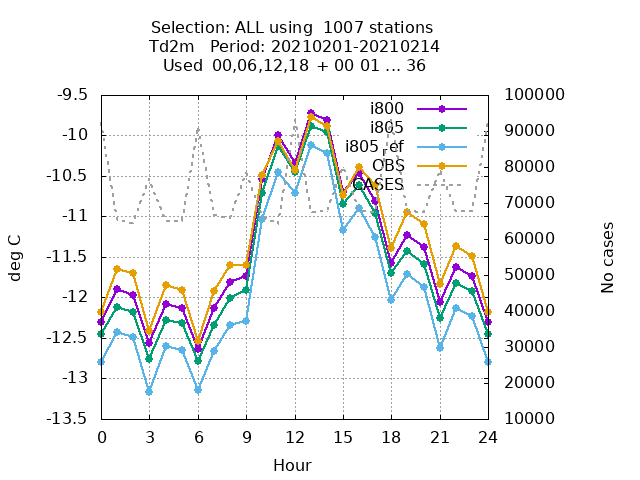 Selection: ALL using  1007 stations
Td2m   Period: 20210201-20210214
Used  00,06,12,18  + 00 01 ... 36
-9.5
-10
-10.5
-11
-11.5
-12
-12.5
-13
-13.5
deg C
100000
90000
80000
70000
60000
50000
40000
30000
20000
10000
No cases
i800
i805
i805ref
OBS
CASES
0 3 6 9 12 15 18 21 24
Hour